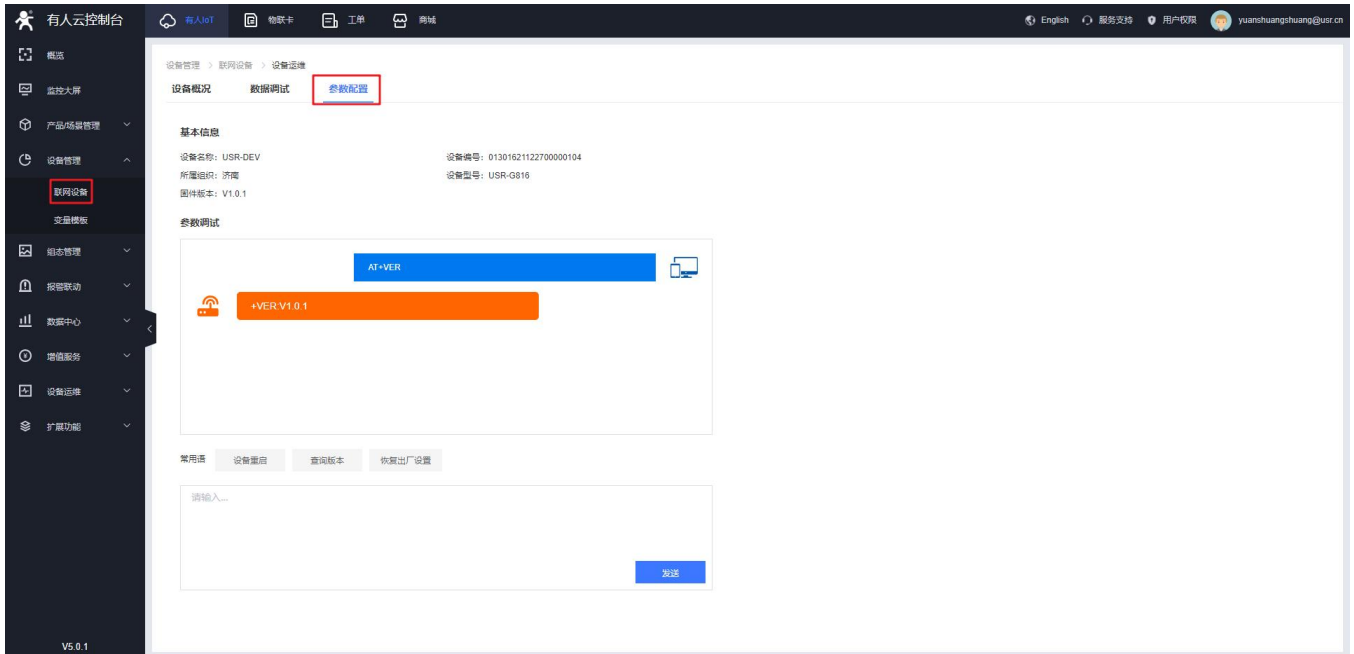 有人云控制台
有人IoT 物联卡 工单 商城 English 服务支持 用户权限 yuanshuangshuang@usr.cn
概览
监控大屏
产品/场景管理
设备管理
联网设备
变量模板
组态管理
报警联动
数据中心
增值服务
设备运维
扩展功能
V5.0.1
设备管理 > 联网设备 > 设备运维
设备概况 数据调试 参数配置
基本信息
设备名称：USR-DEV 设备编号：01301621122700000104
所属组织：济南 设备型号：USR-G816
固件版本：V1.0.1
参数调试
AT+VER
+VER:V1.0.1
常用语 设备重启 查询版本 恢复出厂设置
请输入...
发送